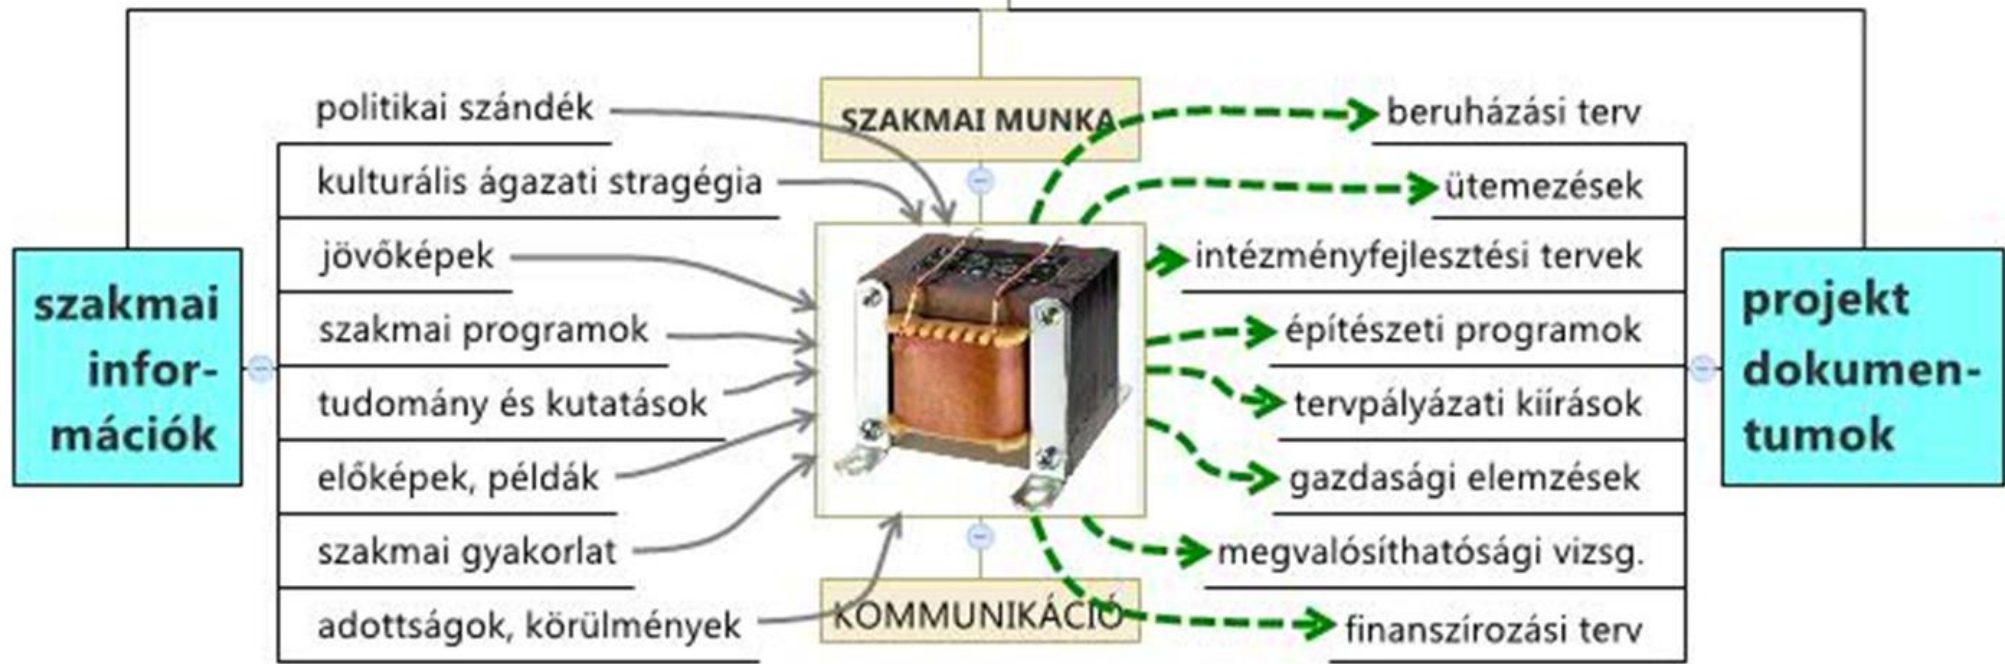 szakmai
infor-
mációk
politikai szándék
kulturális ágazati stragégia
jövőképek
szakmai programok
tudomány és kutatások
előképek, példák
szakmai gyakorlat
adottságok, körülmények
SZAKMAI MUNKA
KOMMUNIKÁCIÓ
beruházási terv
ütemezések
intézményfejlesztési tervek
építészeti programok
tervpályázati kiírások
gazdasági elemzések
megvalósíthatósági vizsg.
finanszírozási terv
projekt
dokumen-
tumok